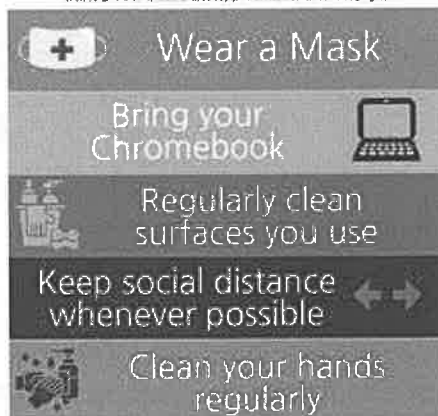 Wear a Mask
Bring your
Chromebook
Regularly clean
surfaces you use
Keep social distance
whenever possible
Clean your hands
regularly